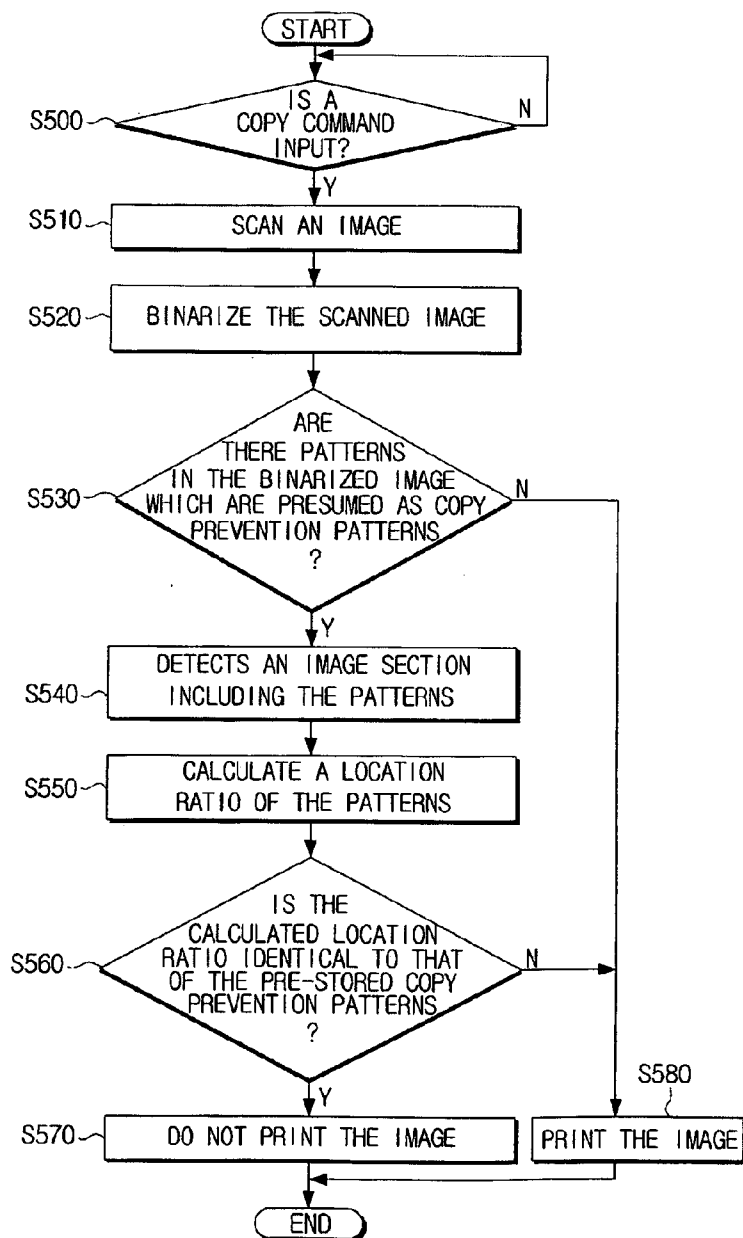 START
IS A
COPY COMMAND
INPUT?
N
S500
Y
S510
SCAN AN IMAGE
S520
BINARIZE THE SCANNED IMAGE
ARE
THERE PATTERNS
IN THE BINARIZED IMAGE
WHICH ARE PRESUMED AS COPY
PREVENTION PATTERNS
?
N
S530
Y
DETECTS AN IMAGE SECTION
INCLUDING THE PATTERNS
S540
CALCULATE A LOCATION
RATIO OF THE PATTERNS
S550
IS THE
CALCULATED LOCATION
RATIO IDENTICAL TO THAT
OF THE PRE-STORED COPY
PREVENTION PATTERNS
?
N
S560
Y
S580
S570
DO NOT PRINT THE IMAGE
PRINT THE IMAGE
END